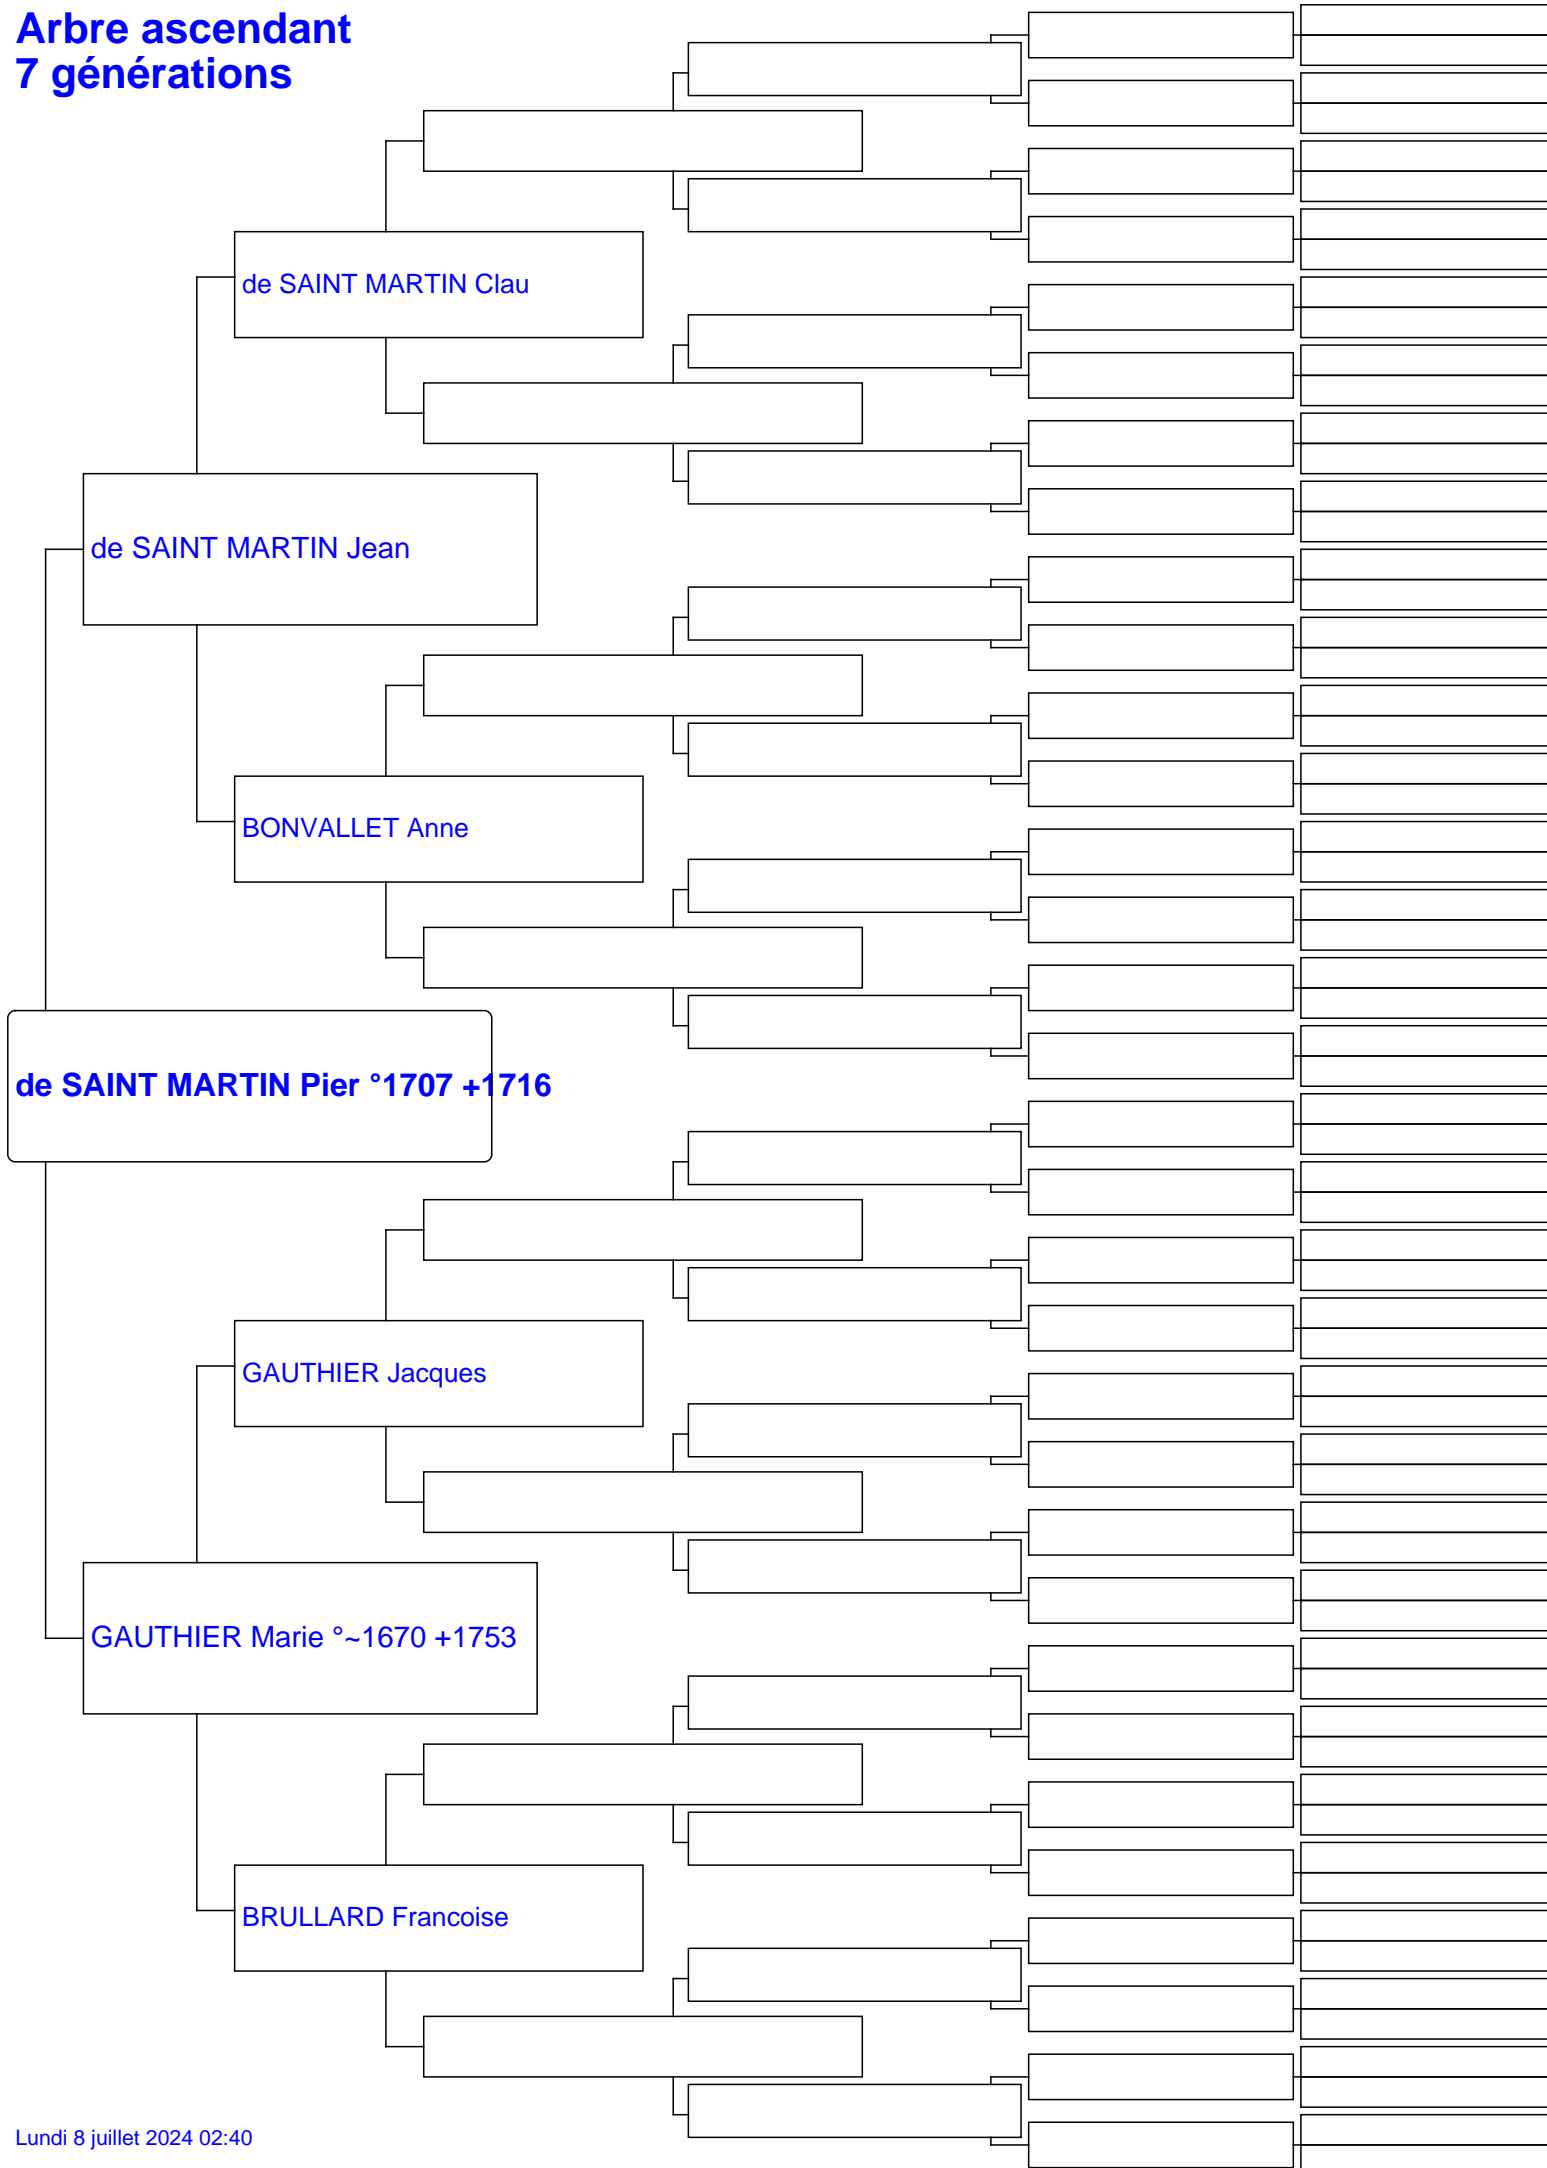 Arbre ascendant
7 générations
de SAINT MARTIN Clau
de SAINT MARTIN Jean
BONVALLET Anne
de SAINT MARTIN Pier °1707 +1716
GAUTHIER Jacques
GAUTHIER Marie °~1670 +1753
BRULLARD Francoise
Lundi 8 juillet 2024 02:40